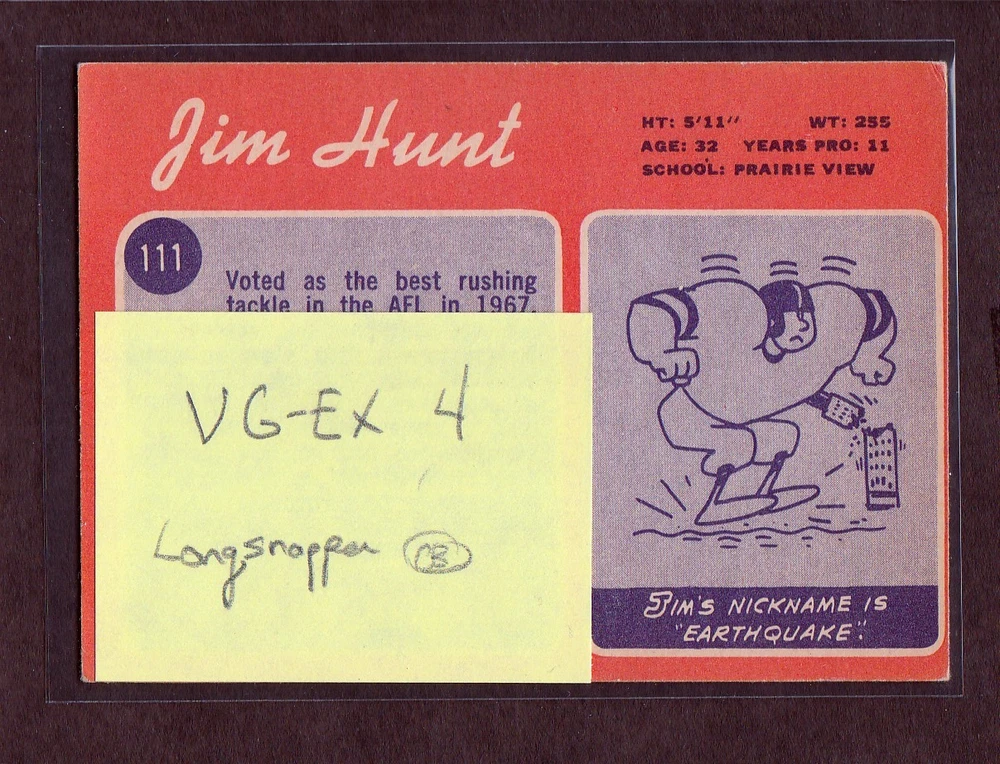 Jim Hunt
HT: 5'11" WT: 255
AGE: 32 YEARS PRO: 11
SCHOOL: PRAIRIE VIEW
111
Voted as the best rushing
tackle in the AFL in 1967.
VG-EX 4
Longsnapper
JIM'S NICKNAME IS
"EARTHQUAKE".